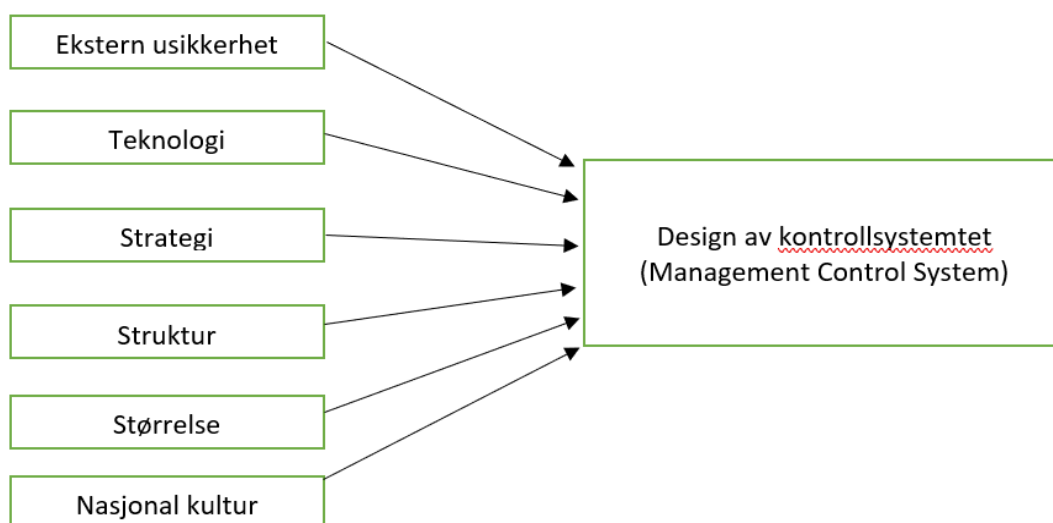 Ekstern usikkerhet
Teknologi
Strategi
Struktur
Størrelse
Nasjonal kultur
Design av kontrollsystemtet
(Management Control System)